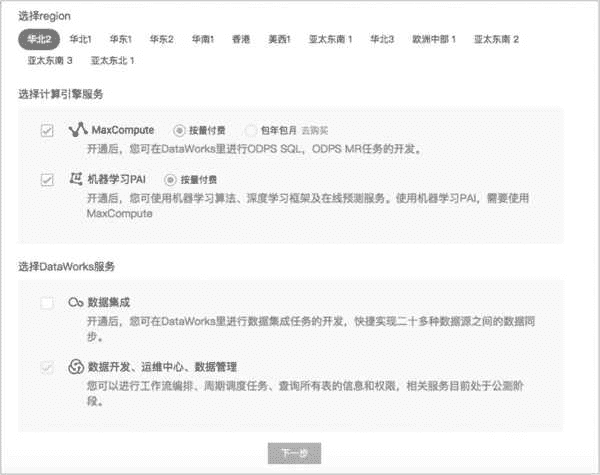 选择region
华北2 华北1 华东1 华东2 华南1 香港 美西1 亚太东南 1 华北3 欧洲中部 1 亚太东南 2
亚太东南 3 亚太东北 1
选择计算引擎服务
MaxCompute 按量付费 包年包月 去购买
开通后，您可在DataWorks里进行ODPS SQL，ODPS MR任务的开发。
机器学习PAI 按量付费
开通后，您可使用机器学习算法、深度学习框架及在线预测服务。使用机器学习PAI，需要使用
MaxCompute
选择DataWorks服务
数据集成
开通后，您可在DataWorks里进行数据集成任务的开发，快捷实现二十多种数据源之间的数据同
步。
数据开发、运维中心、数据管理
您可以进行工作流编排、周期调度任务、查询所有表的信息和权限，相关服务目前处于公测阶
段。
下一步